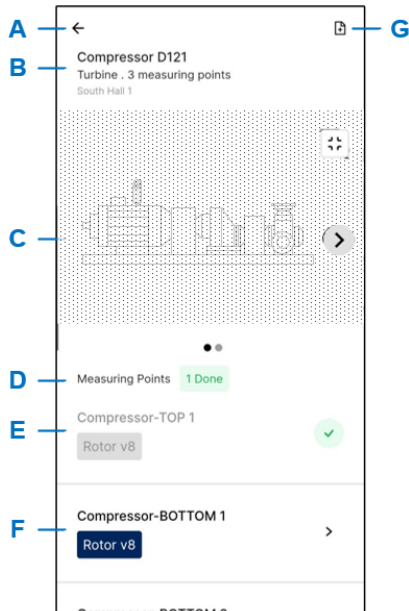 A
G
Compressor D121
B
Turbine . 3 measuring points
South Hall 1
C
D
Measuring Points 1 Done
Compressor-TOP 1
E
Rotor v8
Compressor-BOTTOM 1
F
Rotor v8